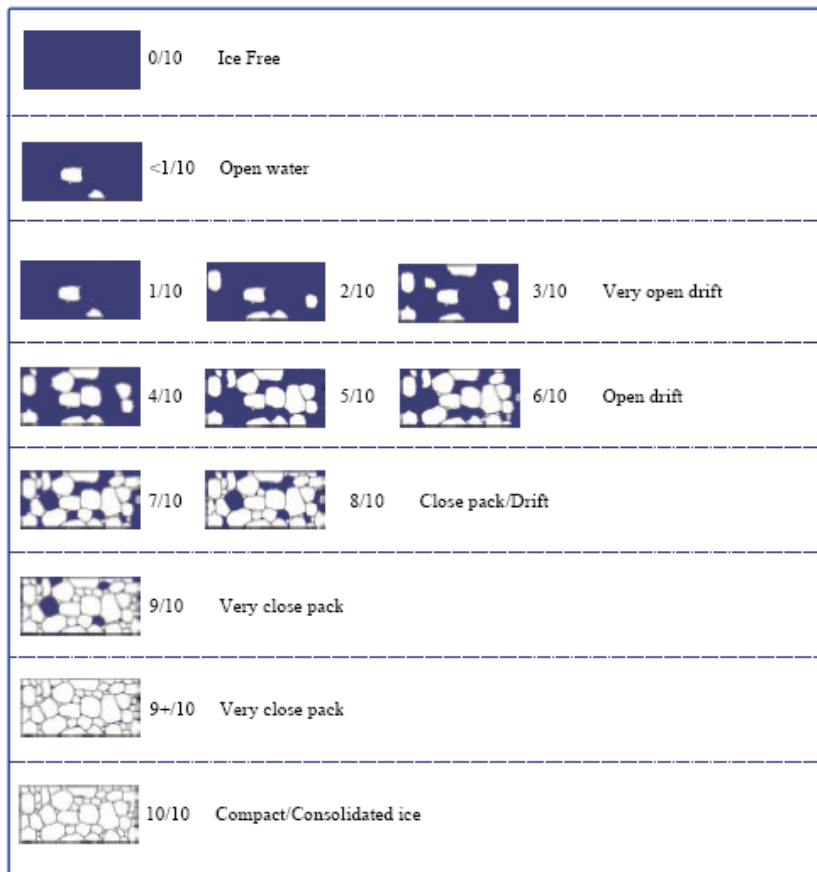 0/10 Ice Free
<1/10 Open water
1/10 2/10 3/10 Very open drift
4/10 5/10 6/10 Open drift
7/10 8/10 Close pack/Drift
9/10 Very close pack
9+/10 Very close pack
10/10 Compact/Consolidated ice